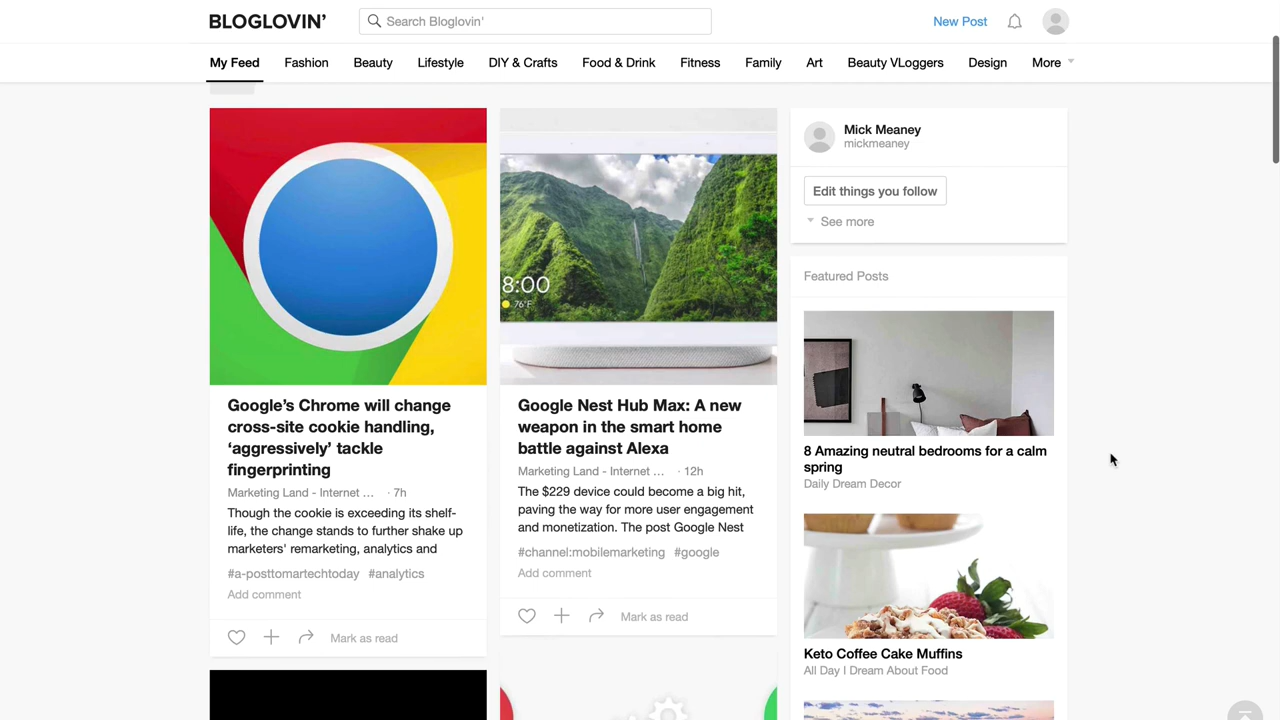 BLOGLOVIN’
Search Bloglovin'
New Post
My Feed
Fashion
Beauty
Lifestyle
DIY & Crafts
Food & Drink
Fitness
Family
Art
Beauty VLoggers
Design
More
Google’s Chrome will change
cross-site cookie handling,
‘aggressively’ tackle
fingerprinting
Marketing Land - Internet ... · 7h
Though the cookie is exceeding its shelf-
life, the change stands to further shake up
marketers' remarketing, analytics and
#a-posttomartechtoday #analytics
Add comment
Mark as read
8:00
76°F
Google Nest Hub Max: A new
weapon in the smart home
battle against Alexa
Marketing Land - Internet ... · 12h
The $229 device could become a big hit,
paving the way for more user engagement
and monetization. The post Google Nest
#channel:mobilemarketing #google
Add comment
Mark as read
Mick Meaney
mickmeaney
Edit things you follow
See more
Featured Posts
8 Amazing neutral bedrooms for a calm
spring
Daily Dream Decor
Keto Coffee Cake Muffins
All Day I Dream About Food